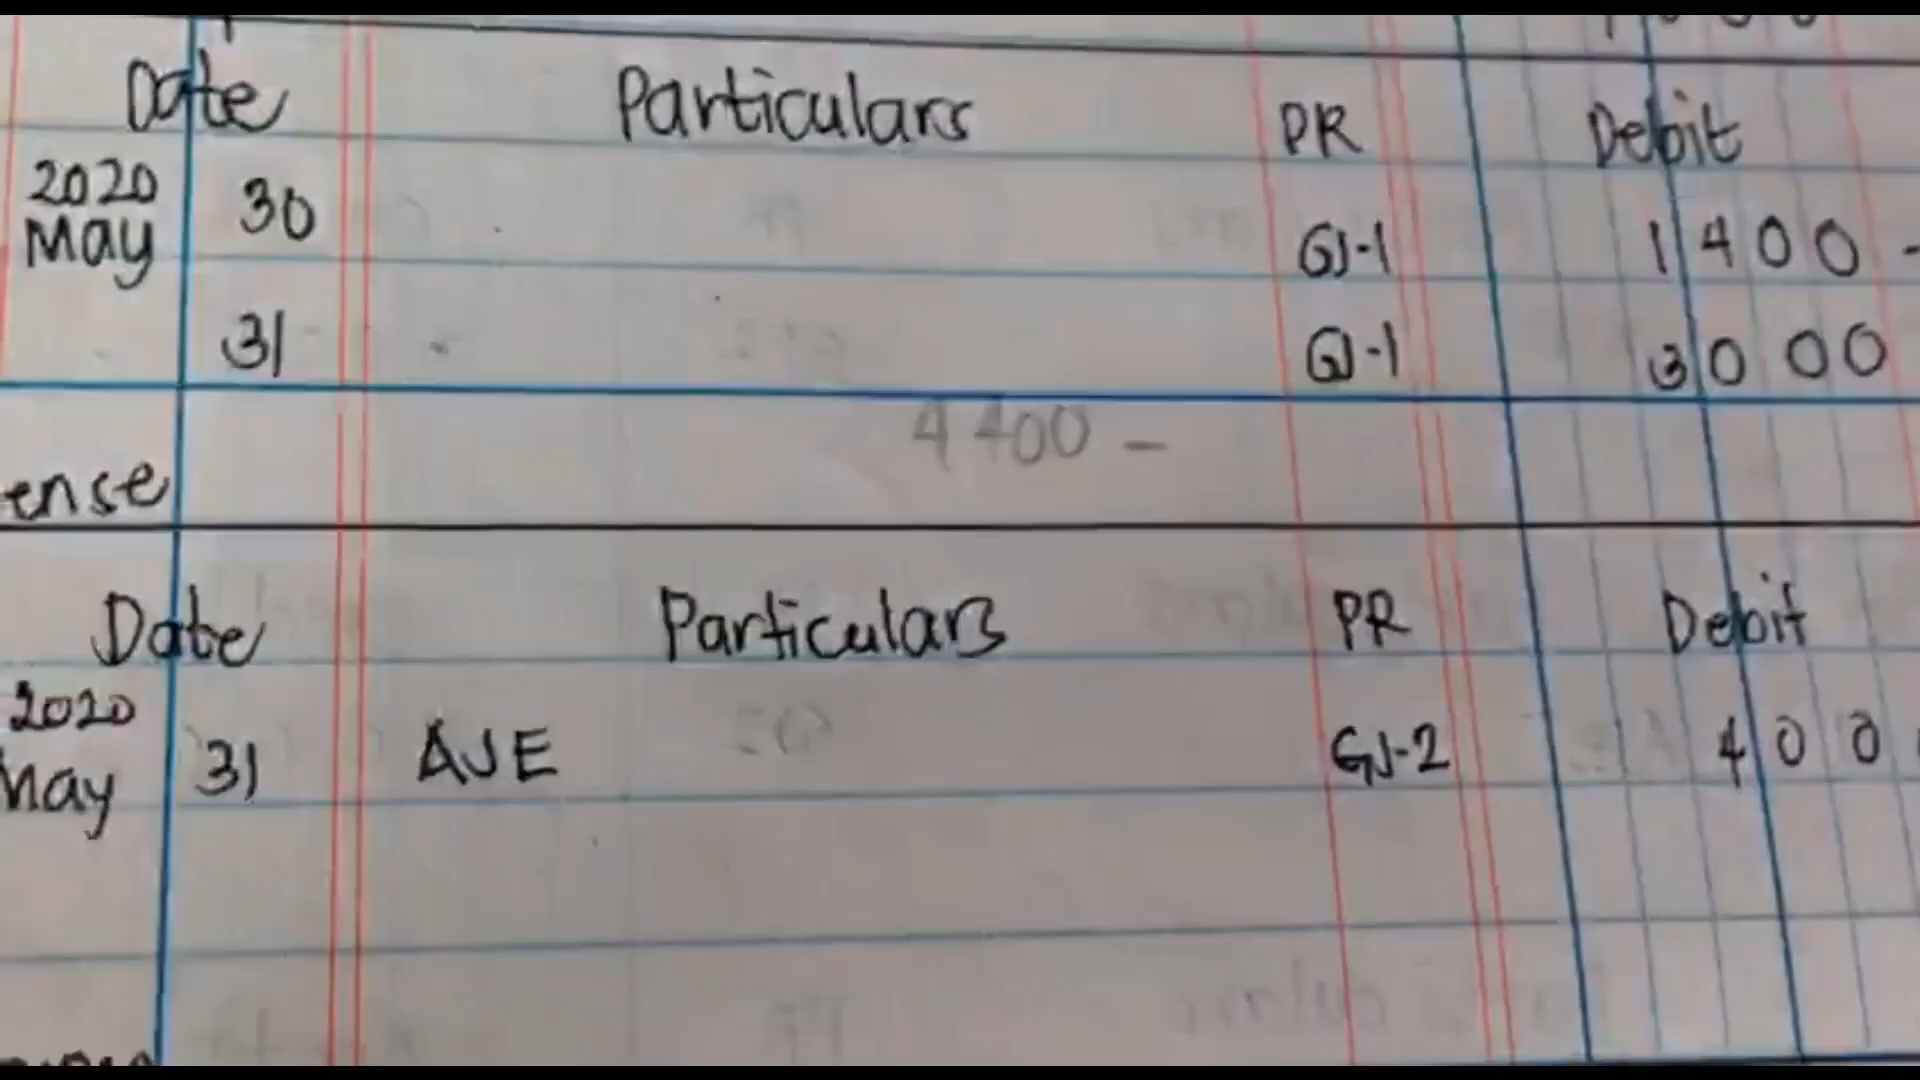 Date Particulars PR Debit
2020 May 30 GJ-1 1400 -
31 GJ-1 3000
4400 -
ense
Date Particulars PR Debit
2020 May 31 AJE GJ-2 400